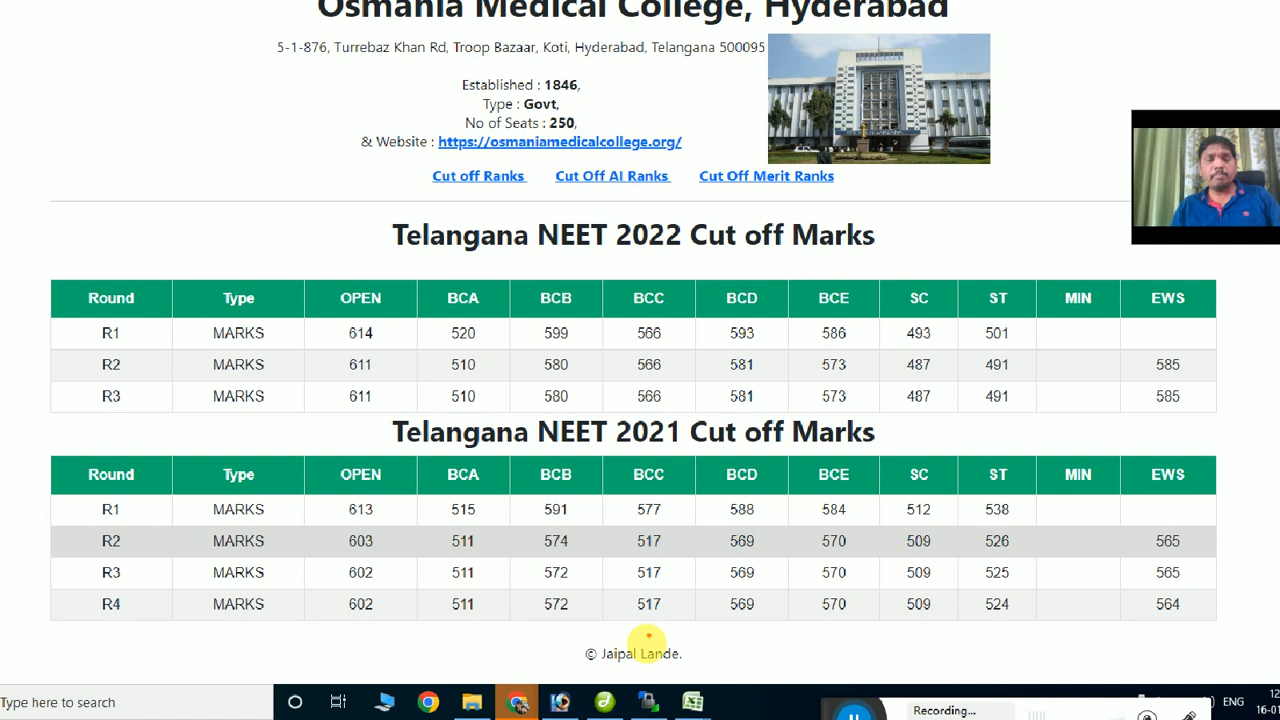 Osmania Medical College, Hyderabad
5-1-876, Turrebaz Khan Rd, Troop Bazaar, Koti, Hyderabad, Telangana 500095
Established : 1846,
Type : Govt,
No of Seats : 250,
& Website : https://osmaniamedicalcollege.org/
Cut off Ranks Cut Off AI Ranks Cut Off Merit Ranks
Telangana NEET 2022 Cut off Marks
Round Type OPEN BCA BCB BCC BCD BCE SC ST MIN EWS
R1 MARKS 614 520 599 566 593 586 493 501
R2 MARKS 611 510 580 566 581 573 487 491 585
R3 MARKS 611 510 580 566 581 573 487 491 585
Telangana NEET 2021 Cut off Marks
Round Type OPEN BCA BCB BCC BCD BCE SC ST MIN EWS
R1 MARKS 613 515 591 577 588 584 512 538
R2 MARKS 603 511 574 517 569 570 509 526 565
R3 MARKS 602 511 572 517 569 570 509 525 565
R4 MARKS 602 511 572 517 569 570 509 524 564
© Jaipal Lande.
Type here to search
Recording...
ENG